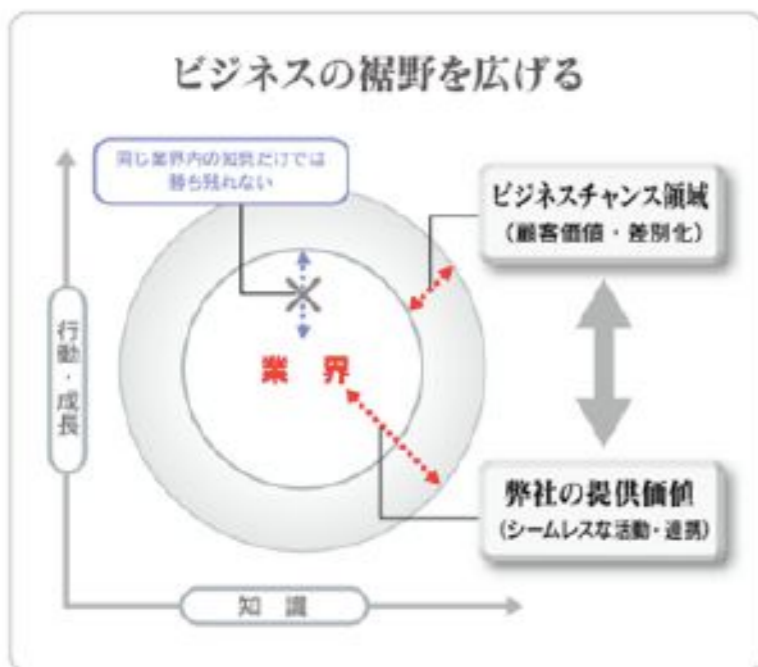 ビジネスの裾野を広げる
同じ業界内の知識だけでは
勝ち残れない
ビジネスチャンス領域
(顧客価値・差別化)
業 界
行動・成長
弊社の提供価値
(シームレスな活動・連携)
知 識